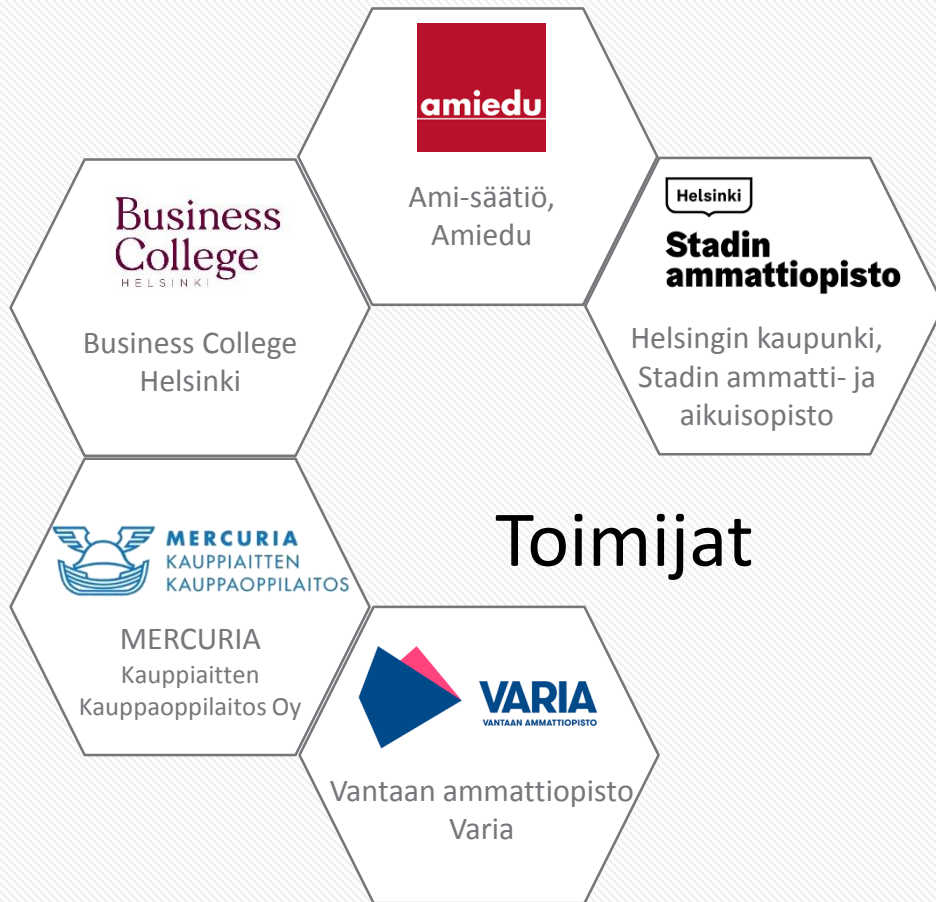 amiedu
Ami-säätiö,
Amiedu
Business
College
HELSINKI
Business College
Helsinki
Helsinki
Stadin
ammattiopisto
Helsingin kaupunki,
Stadin ammatti- ja
aikuisopisto
Toimijat
MERCURIA
KAUPPIAITTEN
KAUPPAOPPILAITOS
MERCURIA
Kauppiaitten
Kauppaoppilaitos Oy
VARIA
VANTAAN AMMATTIOPISTO
Vantaan ammattiopisto
Varia